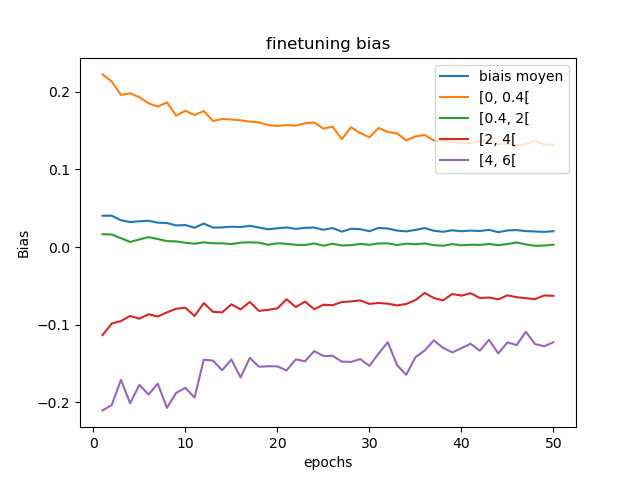 finetuning bias
biais moyen
[0, 0.4[
[0.4, 2[
[2, 4[
[4, 6[
Bias
0.2
0.1
0.0
−0.1
−0.2
0 10 20 30 40 50
epochs